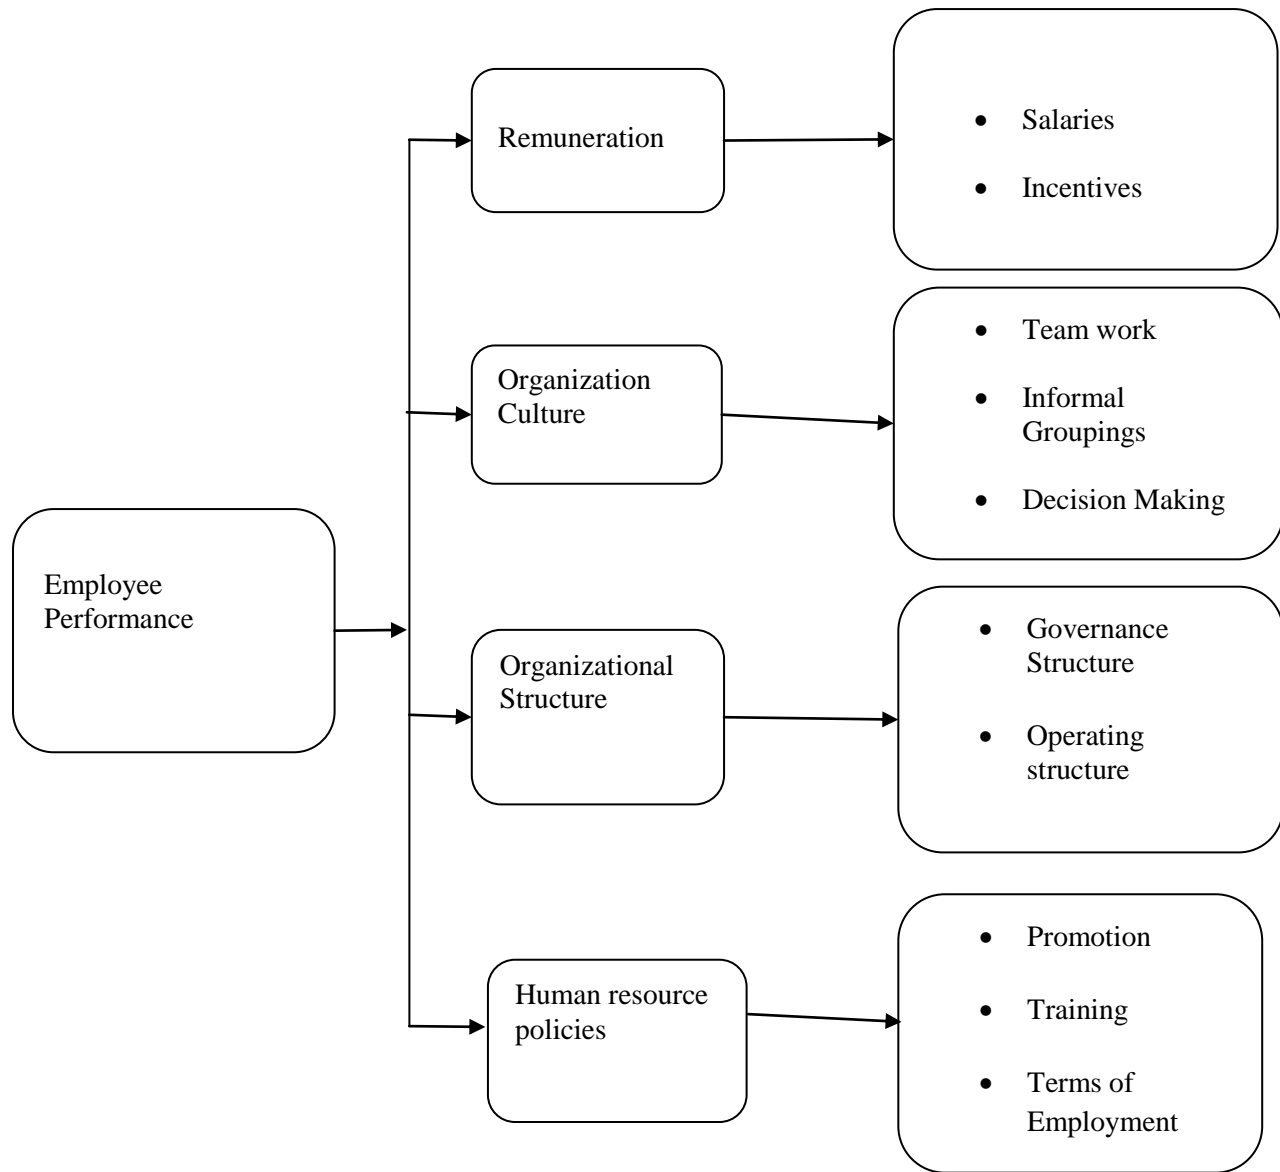 Remuneration
• Salaries
• Incentives
Organization
Culture
• Team work
• Informal
Groupings
• Decision Making
Employee
Performance
Organizational
Structure
• Governance
Structure
• Operating
structure
Human resource
policies
• Promotion
• Training
• Terms of
Employment